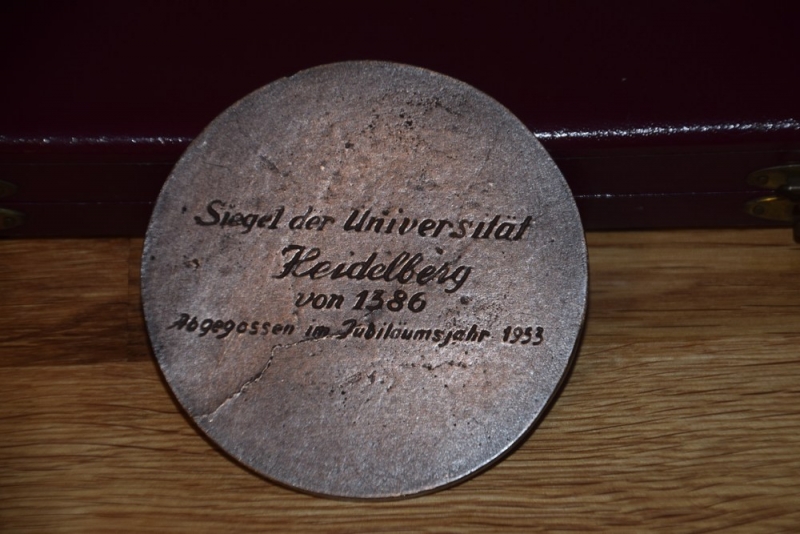 Siegel der Universität
Heidelberg
von 1386
Abgegossen im Jubiläumsjahr 1953